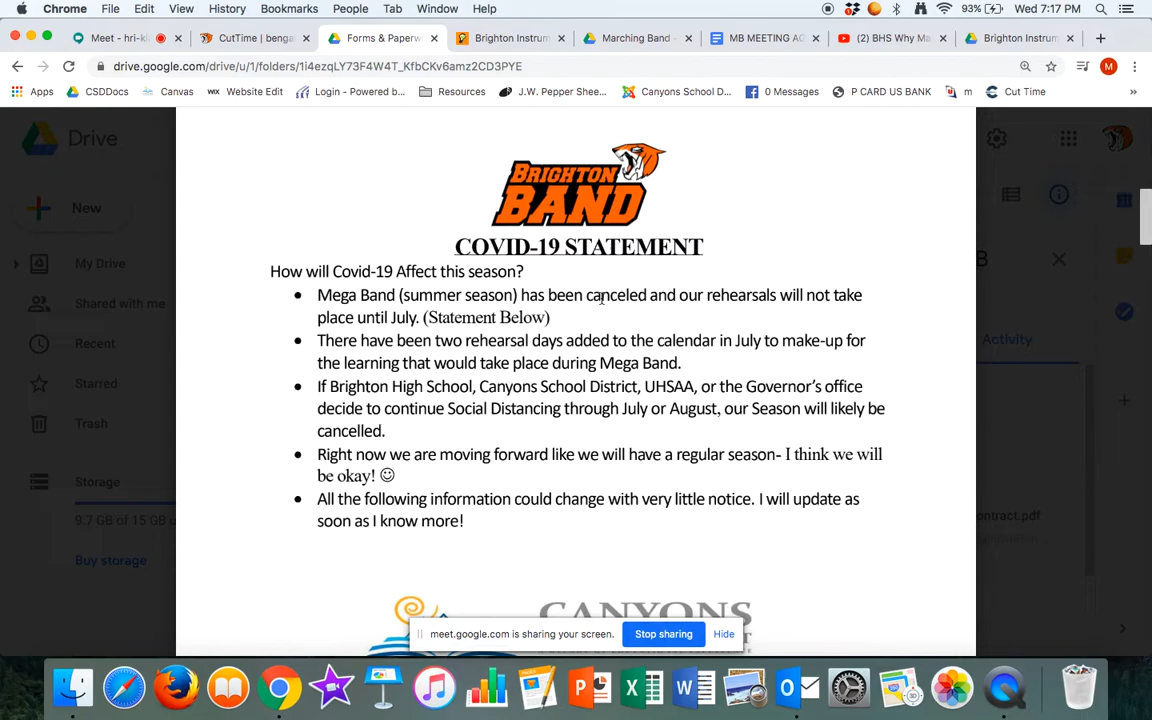 Chrome File Edit View History Bookmarks People Tab Window Help 93% Wed 7:17 PM
Meet - hri-ki CutTime | benga Forms & Paperw Brighton Instrum Marching Band - MB MEETING AG (2) BHS Why Ma Brighton Instrum
drive.google.com/drive/u/1/folders/1i4ezqLY73F4W4T_KfbCKv6amz2CD3PYE M
Apps CSDDocs Canvas WIX Website Edit Login - Powered b... Resources J.W. Pepper Shee... Canyons School D... 0 Messages P CARD US BANK m Cut Time »
Drive
New
My Drive
Shared with me
Recent
Starred
Trash
Storage
9.7 GB of 15 GB
Buy storage
B
Activity
ontract.pdf
BRIGHTON
BAND
COVID-19 STATEMENT
How will Covid-19 Affect this season?
• Mega Band (summer season) has been canceled and our rehearsals will not take
place until July. (Statement Below)
• There have been two rehearsal days added to the calendar in July to make-up for
the learning that would take place during Mega Band.
• If Brighton High School, Canyons School District, UHSAA, or the Governor's office
decide to continue Social Distancing through July or August, our Season will likely be
cancelled.
• Right now we are moving forward like we will have a regular season- I think we will
be okay! ☺
• All the following information could change with very little notice. I will update as
soon as I know more!
CANYONS
meet.google.com is sharing your screen. Stop sharing Hide